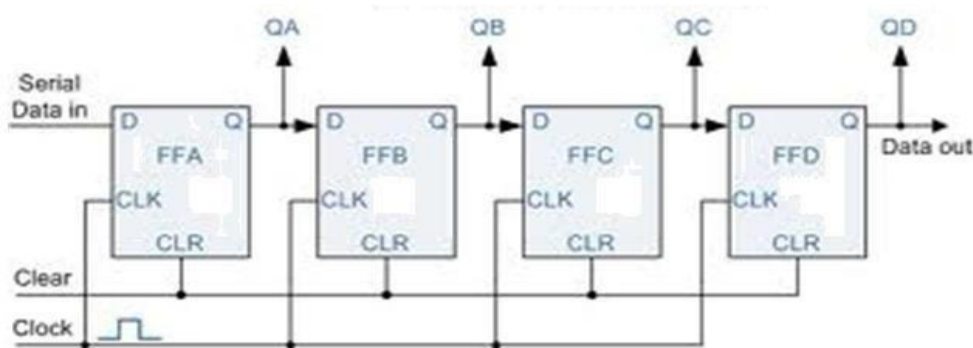 QA QB QC QD
Serial
Data in
D Q D Q D Q D Q
Data out
FFA FFB FFC FFD
CLK CLK CLK CLK
CLR CLR CLR CLR
Clear
Clock